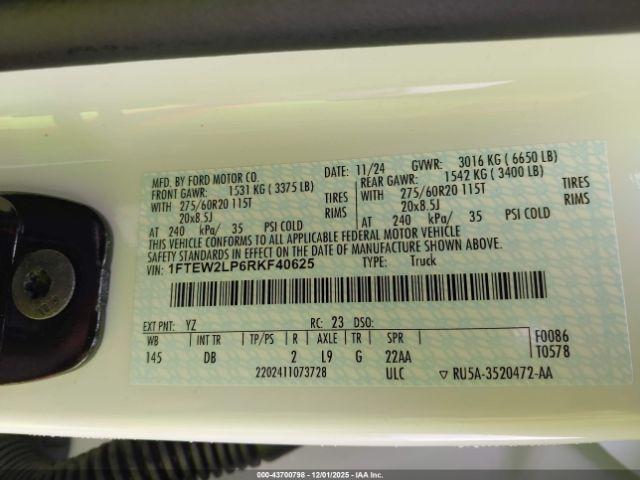 MFD. BY FORD MOTOR CO.
DATE: 11/24 GVWR: 3016 KG ( 6650 LB)
FRONT GAWR: 1531 KG ( 3375 LB)
REAR GAWR: 1542 KG ( 3400 LB)
WITH 275/60R20 115T TIRES
WITH 275/60R20 115T TIRES
20x8.5J RIMS
20x8.5J RIMS
AT 240 kPa/ 35 PSI COLD
AT 240 kPa/ 35 PSI COLD
THIS VEHICLE CONFORMS TO ALL APPLICABLE FEDERAL MOTOR VEHICLE
SAFETY STANDARDS IN EFFECT ON THE DATE OF MANUFACTURE SHOWN ABOVE.
VIN: 1FTEW2LP6RKF40625 TYPE: Truck
EXT PNT: YZ RC: 23 DSO:
WB INT TR TP/PS R AXLE TR SPR F0086
145 DB 2 L9 G 22AA T0578
2202411073728 ULC ▽ RU5A-3520472-AA
000-43700798 - 12/01/2025 - IAAI.COM